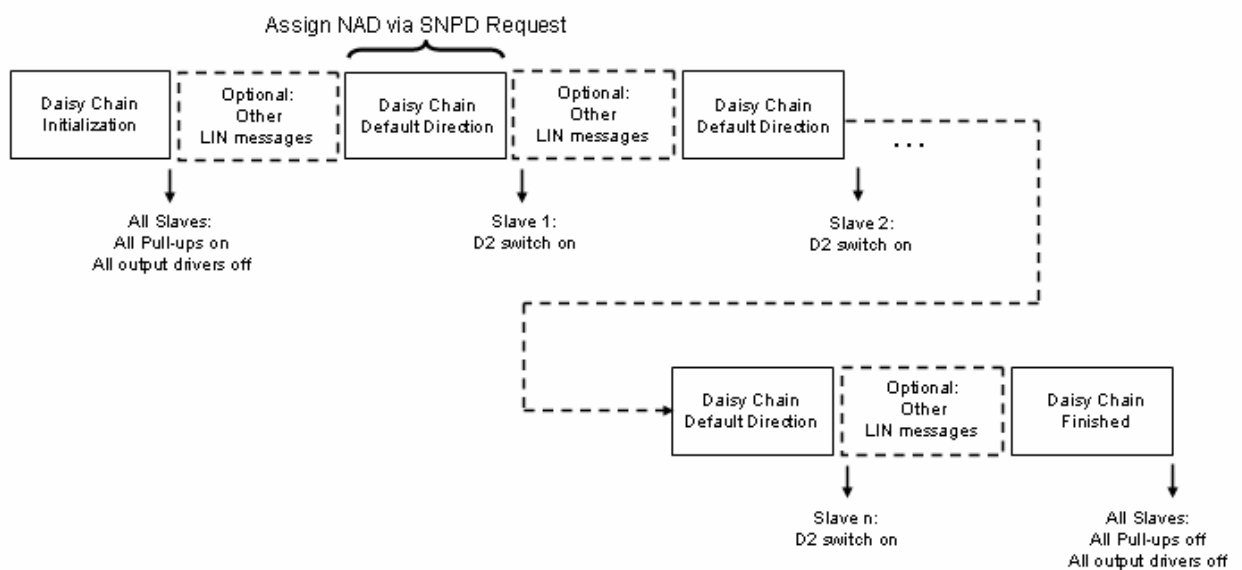 Assign NAD via SNPD Request
Daisy Chain
Initialization
Optional:
Other
LIN messages
Daisy Chain
Default Direction
Optional:
Other
LIN messages
Daisy Chain
Default Direction
...
All Slaves:
All Pull-ups on
All output drivers off
Slave 1:
D2 switch on
Slave 2:
D2 switch on
Daisy Chain
Default Direction
Optional:
Other
LIN messages
Daisy Chain
Finished
Slave n:
D2 switch on
All Slaves:
All Pull-ups off
All output drivers off